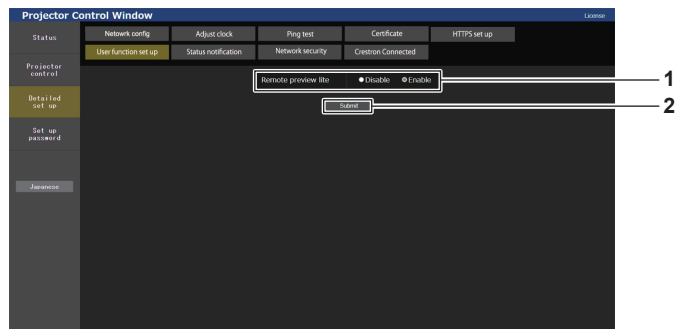 Projector Control Window
License
Status
Netowrk config
Adjust clock
Ping test
Certificate
HTTPS set up
User function set up
Status notification
Network security
Crestron Connected
Projector
control
Remote preview lite
Disable
Enable
1
Submit
2
Detailed
set up
Set up
password
Japanese